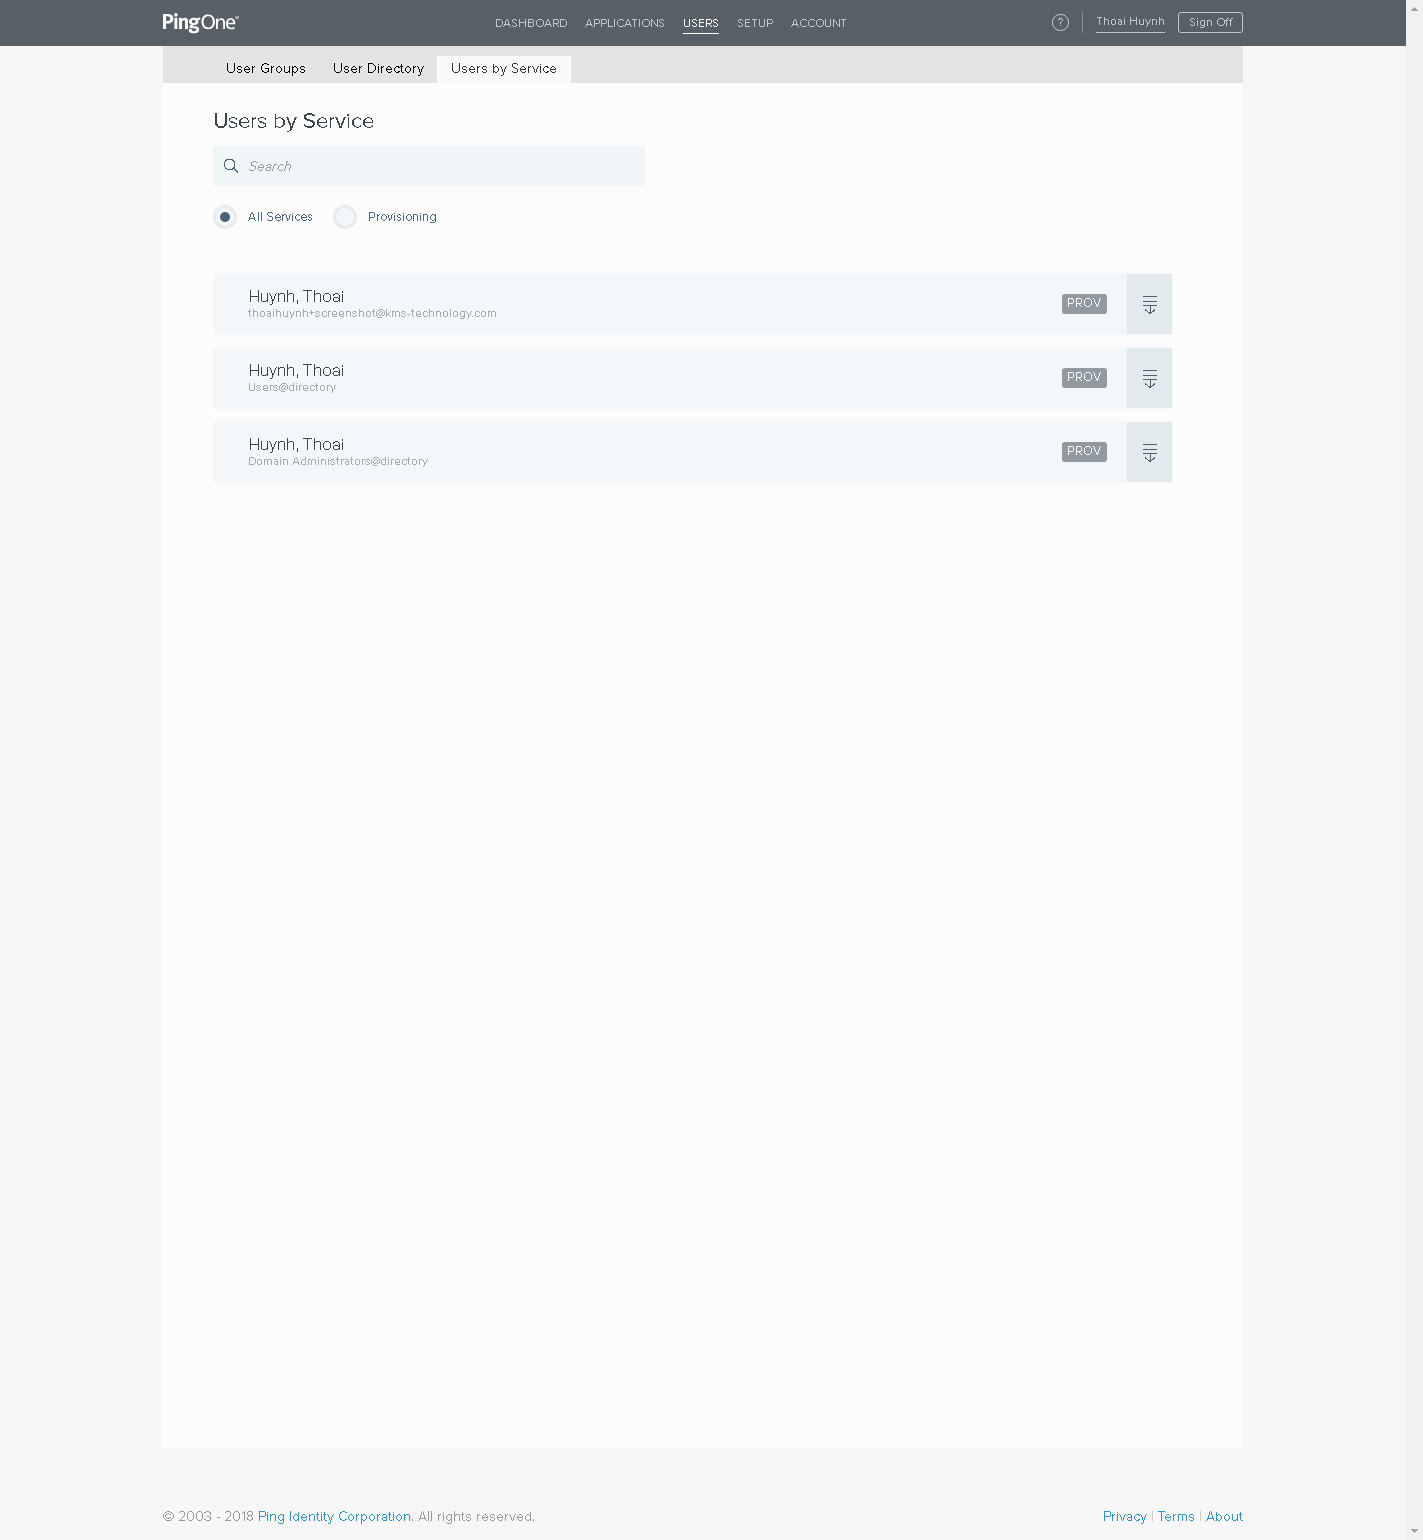 PingOne®
DASHBOARD APPLICATIONS USERS SETUP ACCOUNT
? Thoai Huynh Sign Off
User Groups User Directory Users by Service
Users by Service
Search
All Services Provisioning
Huynh, Thoai
thoaihuynh+screenshot@kms-technology.com
PROV
Huynh, Thoai
Users@directory
PROV
Huynh, Thoai
Domain Administrators@directory
PROV
© 2003 - 2018 Ping Identity Corporation. All rights reserved.
Privacy | Terms | About